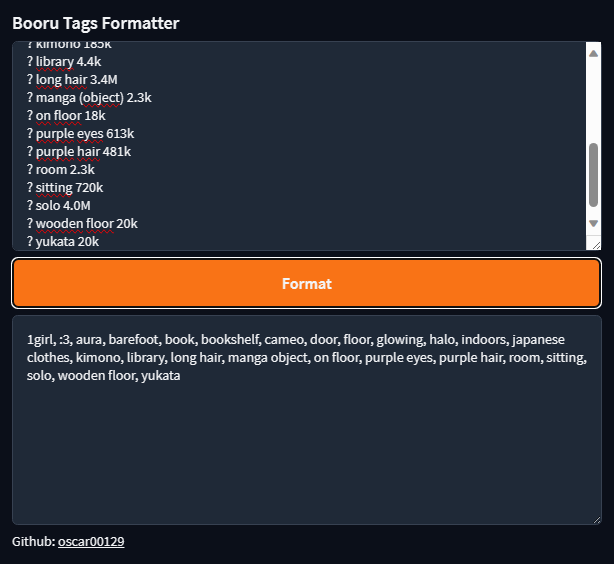 Booru Tags Formatter
? kimono 185k
? library 4.4k
? long hair 3.4M
? manga (object) 2.3k
? on floor 18k
? purple eyes 613k
? purple hair 481k
? room 2.3k
? sitting 720k
? solo 4.0M
? wooden floor 20k
? yukata 20k
Format
1girl, :3, aura, barefoot, book, bookshelf, cameo, door, floor, glowing, halo, indoors, japanese
clothes, kimono, library, long hair, manga object, on floor, purple eyes, purple hair, room, sitting,
solo, wooden floor, yukata
Github: oscar00129